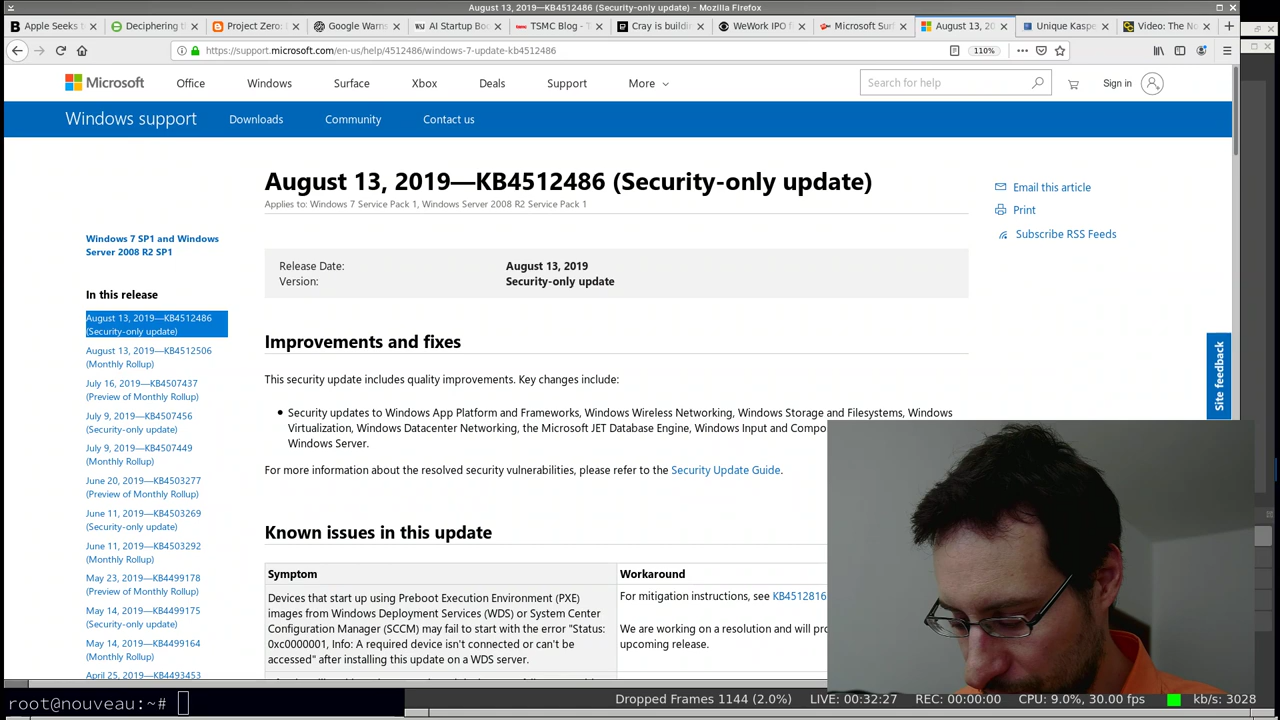 August 13, 2019—KB4512486 (Security-only update) - Mozilla Firefox
Apple Seeks t
Deciphering t
Project Zero:
Google Warns
AI Startup Boo
TSMC Blog - T
Cray is buildi
WeWork IPO f
Microsoft Surf
August 13, 20
Unique Kaspe
Video: The No
https://support.microsoft.com/en-us/help/4512486/windows-7-update-kb4512486
110%
Microsoft
Office
Windows
Surface
Xbox
Deals
Support
More
Search for help
Sign in
Windows support
Downloads
Community
Contact us
August 13, 2019—KB4512486 (Security-only update)
Applies to: Windows 7 Service Pack 1, Windows Server 2008 R2 Service Pack 1
Email this article
Print
Subscribe RSS Feeds
Windows 7 SP1 and Windows
Server 2008 R2 SP1
In this release
August 13, 2019—KB4512486
(Security-only update)
August 13, 2019—KB4512506
(Monthly Rollup)
July 16, 2019—KB4507437
(Preview of Monthly Rollup)
July 9, 2019—KB4507456
(Security-only update)
July 9, 2019—KB4507449
(Monthly Rollup)
June 20, 2019—KB4503277
(Preview of Monthly Rollup)
June 11, 2019—KB4503269
(Security-only update)
June 11, 2019—KB4503292
(Monthly Rollup)
May 23, 2019—KB4499178
(Preview of Monthly Rollup)
May 14, 2019—KB4499175
(Security-only update)
May 14, 2019—KB4499164
(Monthly Rollup)
April 25, 2019—KB4493453
Release Date:
August 13, 2019
Version:
Security-only update
Improvements and fixes
This security update includes quality improvements. Key changes include:
Security updates to Windows App Platform and Frameworks, Windows Wireless Networking, Windows Storage and Filesystems, Windows
Virtualization, Windows Datacenter Networking, the Microsoft JET Database Engine, Windows Input and Compo
Windows Server.
For more information about the resolved security vulnerabilities, please refer to the Security Update Guide.
Known issues in this update
Symptom
Workaround
Devices that start up using Preboot Execution Environment (PXE)
images from Windows Deployment Services (WDS) or System Center
Configuration Manager (SCCM) may fail to start with the error "Status:
0xc0000001, Info: A required device isn't connected or can't be
accessed" after installing this update on a WDS server.
For mitigation instructions, see KB4512816
We are working on a resolution and will pro
upcoming release.
Site feedback
root@nouveau:~#
Dropped Frames 1144 (2.0%)
LIVE: 00:32:27
REC: 00:00:00
CPU: 9.0%, 30.00 fps
kb/s: 3028